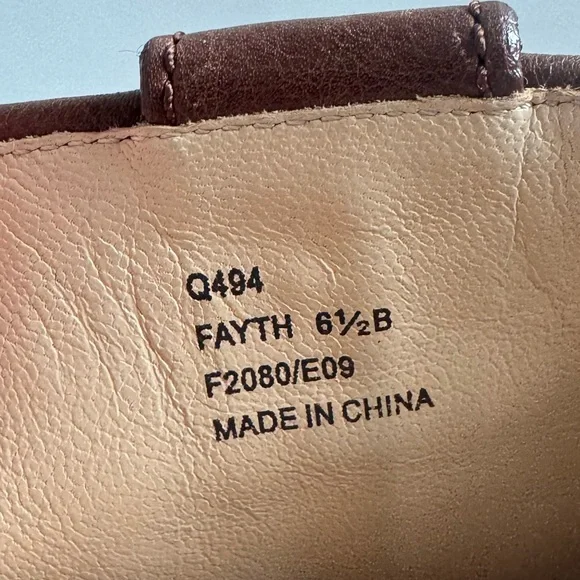 Q494
FAYTH 6½B
F2080/E09
MADE IN CHINA